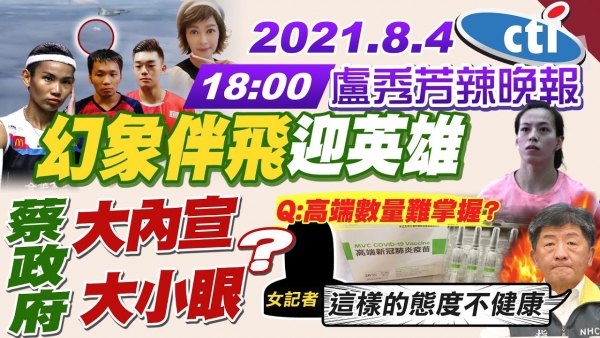 2021.8.4
cti
18:00 盧秀芳辣晚報
幻象伴飛迎英雄
蔡政府
大內宣
大小眼
?
Q:高端數量難掌握?
MVC COVID-19 Vaccine
高端新冠肺炎疫苗
女記者
這樣的態度不健康
指
NHC